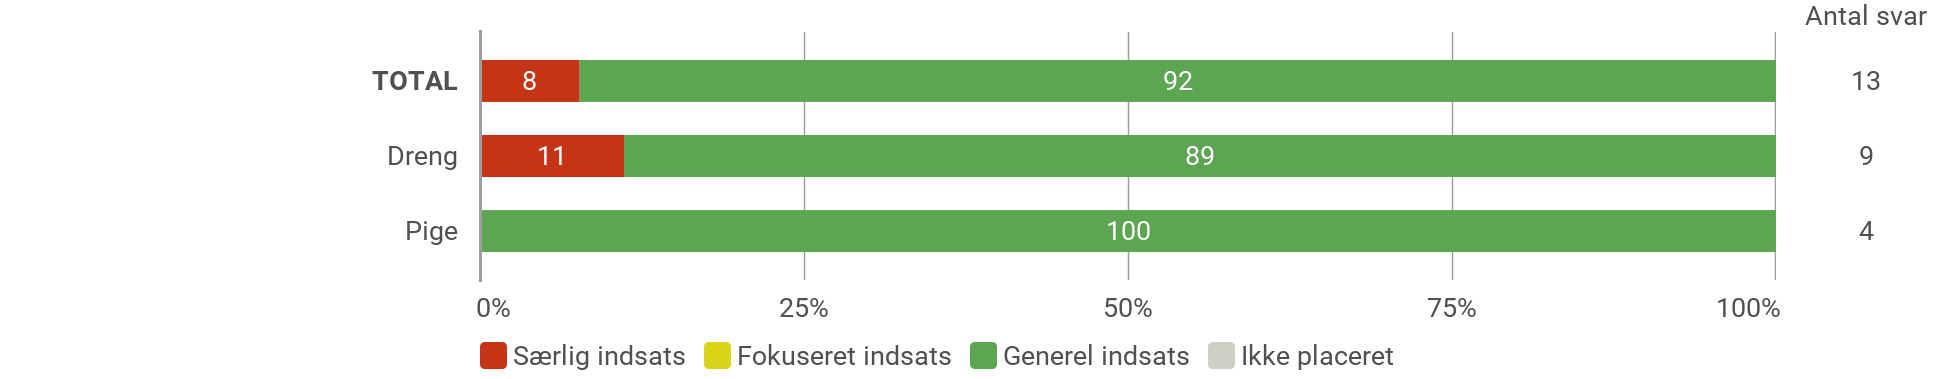 Antal svar
TOTAL 8 92 13
Dreng 11 89 9
Pige 100 4
0% 25% 50% 75% 100%
Særlig indsats Fokuseret indsats Generel indsats Ikke placeret